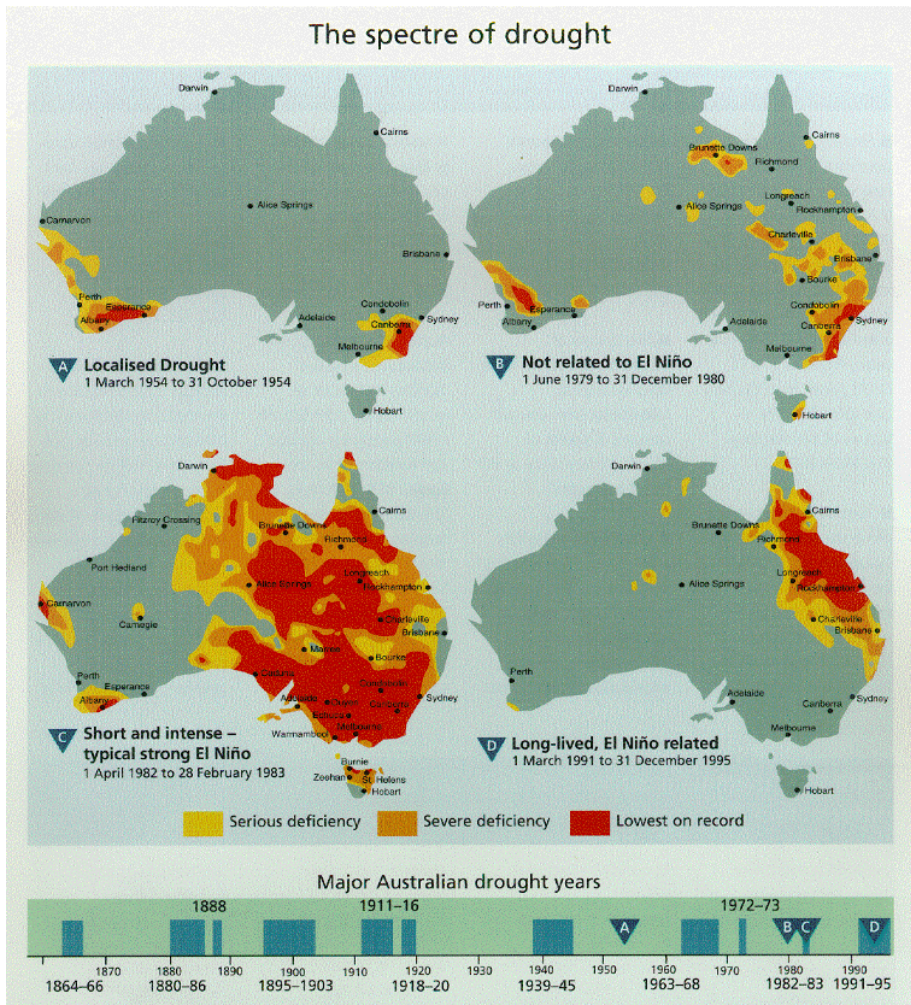 The spectre of drought
Darwin
Cairns
Alice Springs
Carnarvon
Brisbane
Perth
Esperance
Albany
Adelaide
Condobolin
Sydney
Canberra
Melbourne
Hobart
A Localised Drought
1 March 1954 to 31 October 1954
Darwin
Cairns
Brunette Downs
Richmond
Longreach
Alice Springs
Rockhampton
Charleville
Brisbane
Bourke
Perth
Esperance
Albany
Condobolin
Sydney
Adelaide
Canberra
Melbourne
Hobart
B Not related to El Niño
1 June 1979 to 31 December 1980
Darwin
Cairns
Fitzroy Crossing
Brunette Downs
Richmond
Port Hedland
Longreach
Alice Springs
Rockhampton
Carnarvon
Carnegie
Charleville
Brisbane
Marree
Bourke
Perth
Esperance
Albany
Ceduna
Condobolin
Sydney
Adelaide
Ouyen
Canberra
Echuca
Melbourne
Warrnambool
Burnie
Zeehan
St. Helens
Hobart
C Short and intense –
typical strong El Niño
1 April 1982 to 28 February 1983
Darwin
Cairns
Brunette Downs
Richmond
Longreach
Alice Springs
Rockhampton
Charleville
Brisbane
Perth
Adelaide
Sydney
Canberra
Melbourne
Hobart
D Long-lived, El Niño related
1 March 1991 to 31 December 1995
Serious deficiency
Severe deficiency
Lowest on record
Major Australian drought years
1888 1911–16 1972–73
A B C D
1870 1880 1890 1900 1910 1920 1930 1940 1950 1960 1970 1980 1990
1864–66 1880–86 1895–1903 1918–20 1939–45 1963–68 1982–83 1991–95